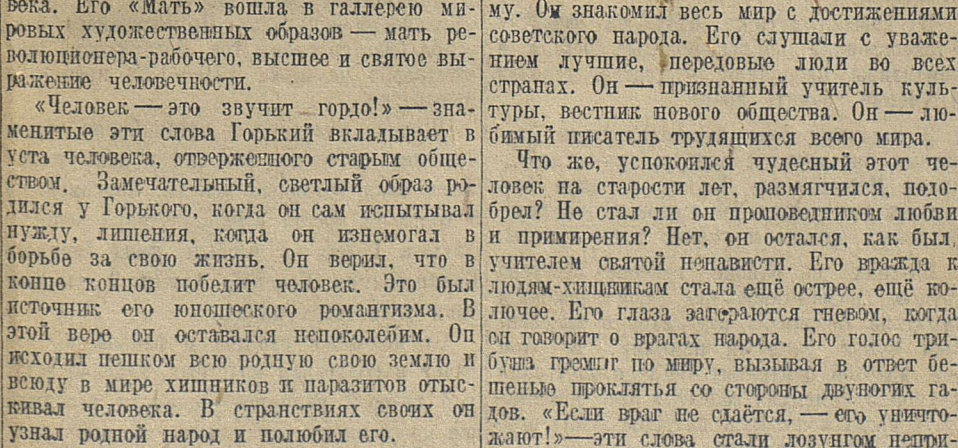 века. Его «Мать» вошла в галлерею ми-
ровых художественных образов — мать ре-
волюционера-рабочего, высшее и святое вы-
ражение человечности.
«Человек — это звучит гордо!» — зна-
менитые эти слова Горький вкладывает в
уста человека, отверженного старым обще-
ством. Замечательный, светлый образ ро-
дился у Горького, когда он сам испытывал
нужду, лишения, когда он изнемогал в
борьбе за свою жизнь. Он верил, что в
конце концов победит человек. Это был
источник его юношеского романтизма. В
этой вере он оставался непоколебим. Он
исходил пешком всю родную свою землю и
всюду в мире хищников и паразитов отыс-
кивал человека. В странствиях своих он
узнал родной народ и полюбил его.
му. Он знакомил весь мир с достижениями
советского народа. Его слушали с уваже-
нием лучшие, передовые люди во всех
странах. Он — признанный учитель куль-
туры, вестник нового общества. Он — лю-
бимый писатель трудящихся всего мира.
Что же, успокоился чудесный этот че-
ловек на старости лет, размягчился, подо-
брел? Не стал ли он проповедником любви
и примирения? Нет, он остался, как был,
учителем святой ненависти. Его вражда к
людям-хищникам стала ещё острее, ещё ко-
лючее. Его глаза загораются гневом, когда
он говорит о врагах народа. Его голос три-
буна гремит по миру, вызывая в ответ бе-
шеные проклятья со стороны двуногих га-
дов. «Если враг не сдаётся, — его уничто-
жают!»—эти слова стали лозунгом непри-